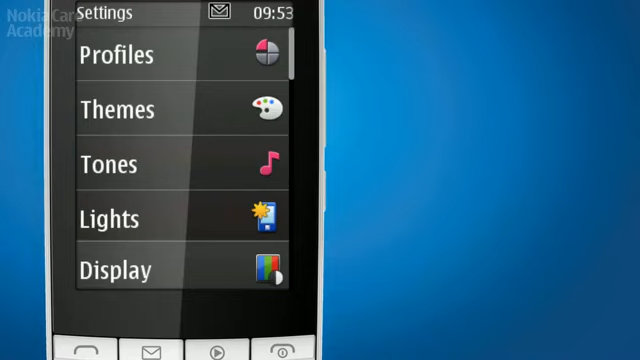 Nokia Care
Academy
Settings 09:53
Profiles
Themes
Tones
Lights
Display